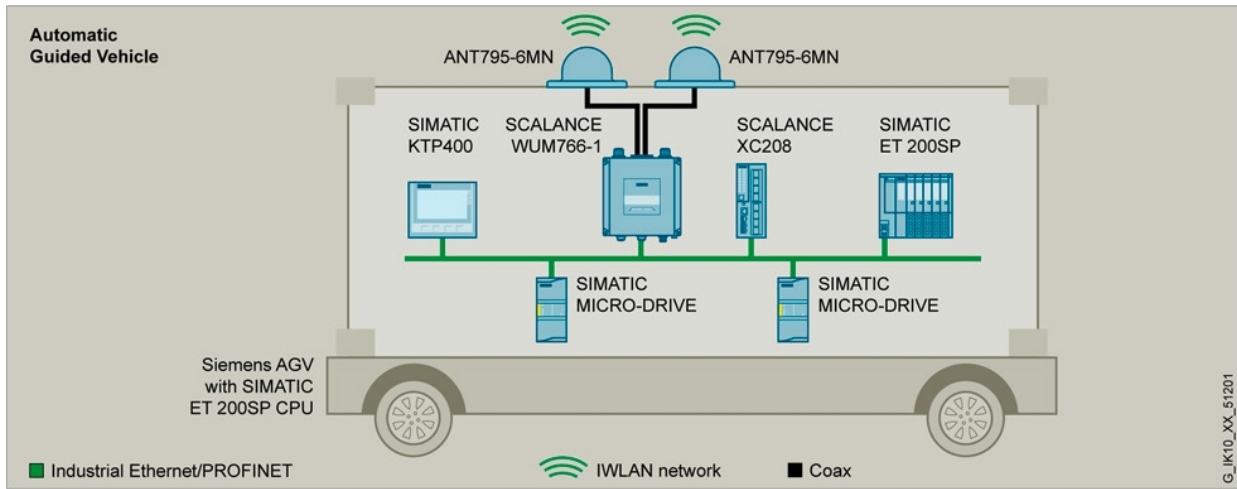 Automatic
Guided Vehicle
ANT795-6MN
ANT795-6MN
SIMATIC
KTP400
SCALANCE
WUM766-1
SCALANCE
XC208
SIMATIC
ET 200SP
SIMATIC
MICRO-DRIVE
SIMATIC
MICRO-DRIVE
Siemens AGV
with SIMATIC
ET 200SP CPU
Industrial Ethernet/PROFINET
IWLAN network
Coax
G_IK10_XX_51201